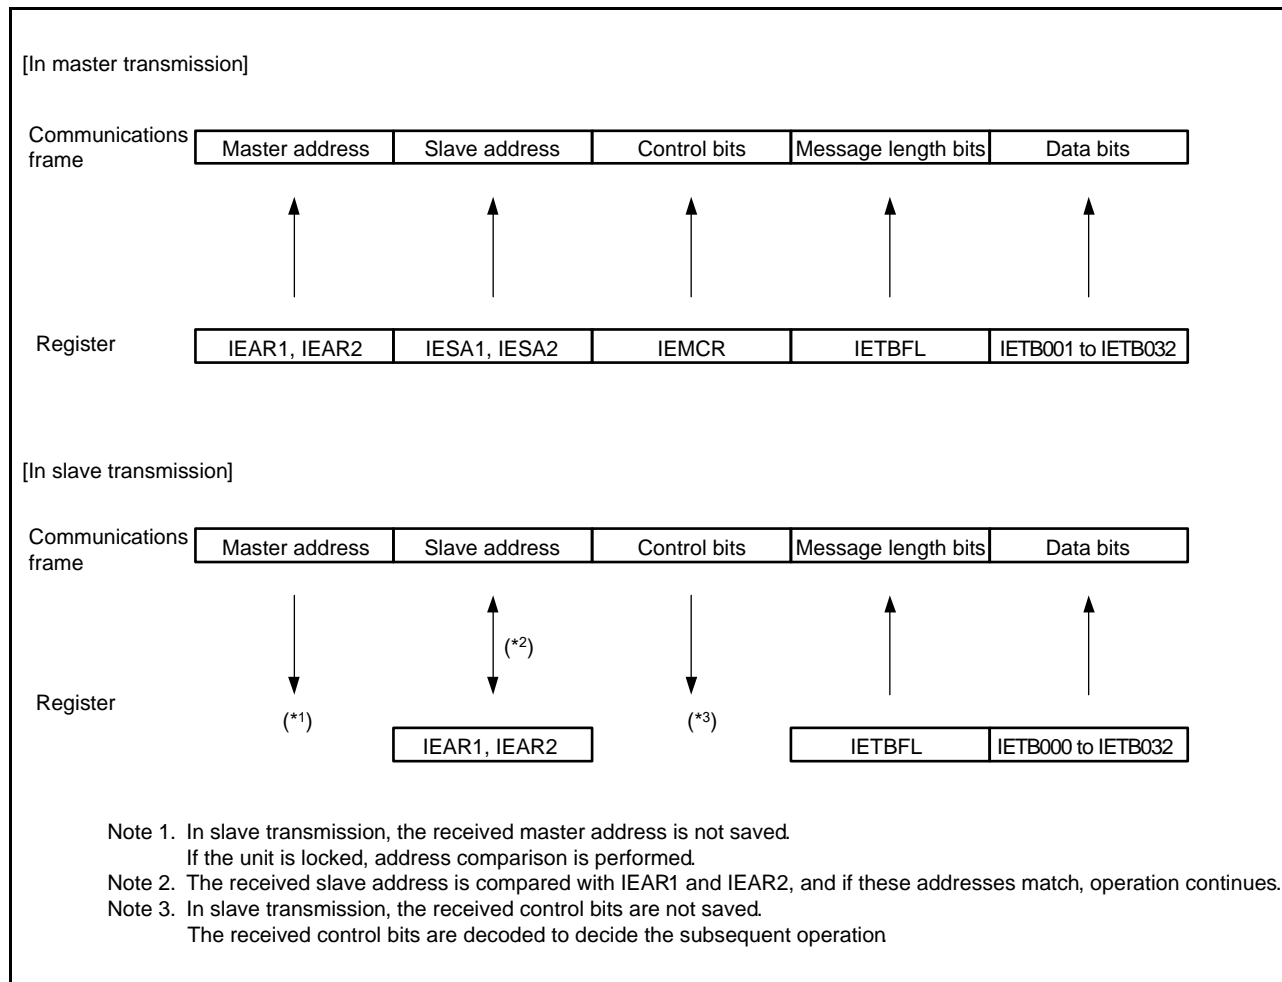 [In master transmission]
Communications
frame
Master address Slave address Control bits Message length bits Data bits
Register IEAR1, IEAR2 IESA1, IESA2 IEMCR IETBFL IETB001 to IETB032
[In slave transmission]
Communications
frame
Master address Slave address Control bits Message length bits Data bits
(*2)
Register
(*1) (*3)
IEAR1, IEAR2 IETBFL IETB000 to IETB032
Note 1. In slave transmission, the received master address is not saved.
If the unit is locked, address comparison is performed.
Note 2. The received slave address is compared with IEAR1 and IEAR2, and if these addresses match, operation continues.
Note 3. In slave transmission, the received control bits are not saved.
The received control bits are decoded to decide the subsequent operation